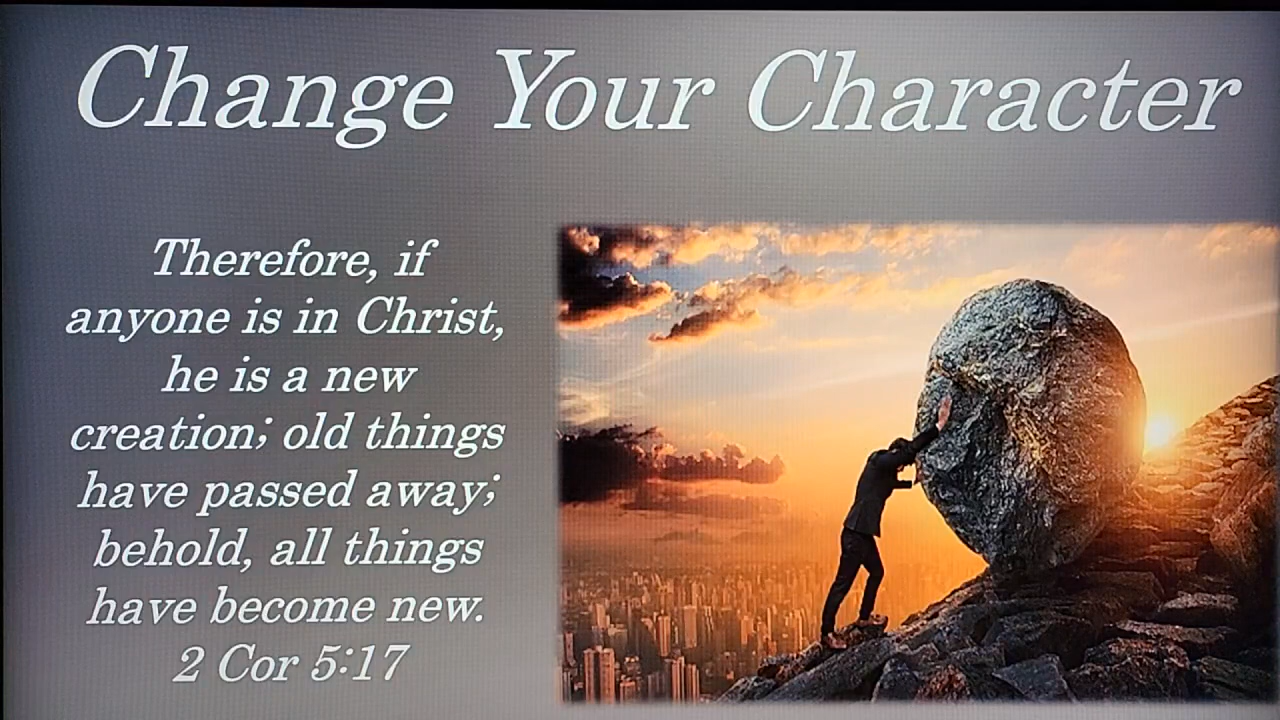 Change Your Character
Therefore, if
anyone is in Christ,
he is a new
creation; old things
have passed away;
behold, all things
have become new.
2 Cor 5:17